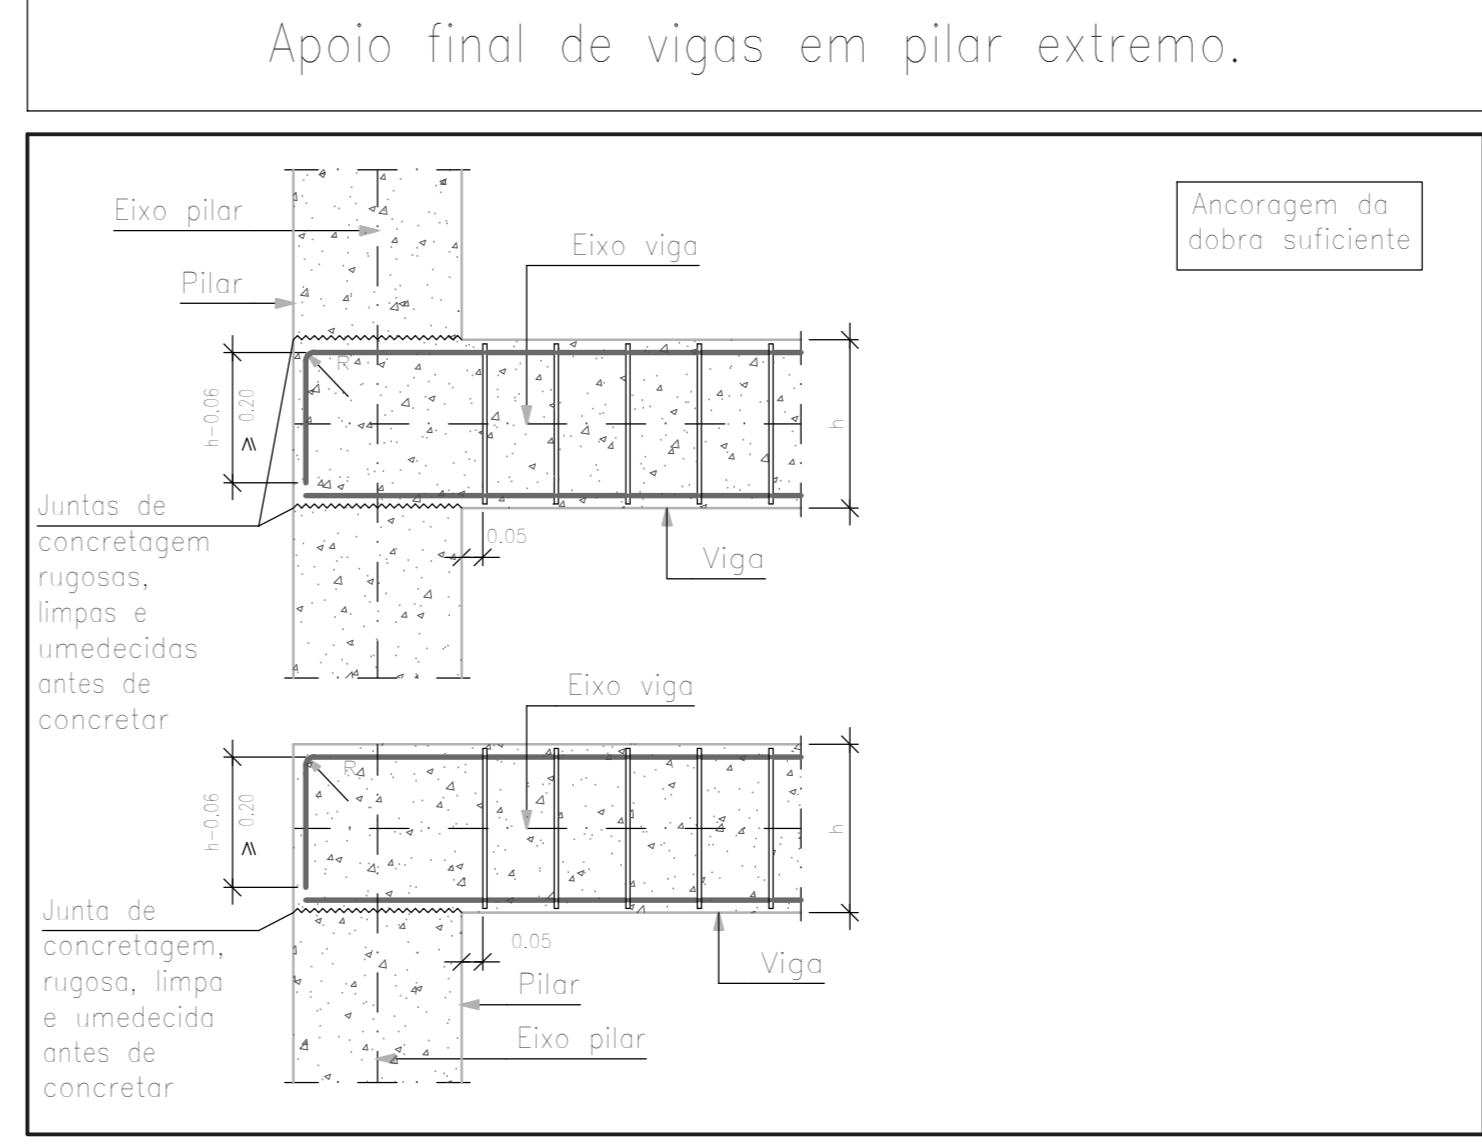 Apoio final de vigas em pilar extremo.
Eixo pilar
Pilar
Eixo viga
Ancoragem da
dobra suficiente
R
h-0.06
≥ 0.20
h
Juntas de
concretagem
rugosas,
limpas e
umedecidas
antes de
concretar
0.05
Viga
Eixo viga
R
h-0.06
≥ 0.20
h
Junta de
concretagem,
rugosa, limpa
e umedecida
antes de
concretar
0.05
Viga
Pilar
Eixo pilar